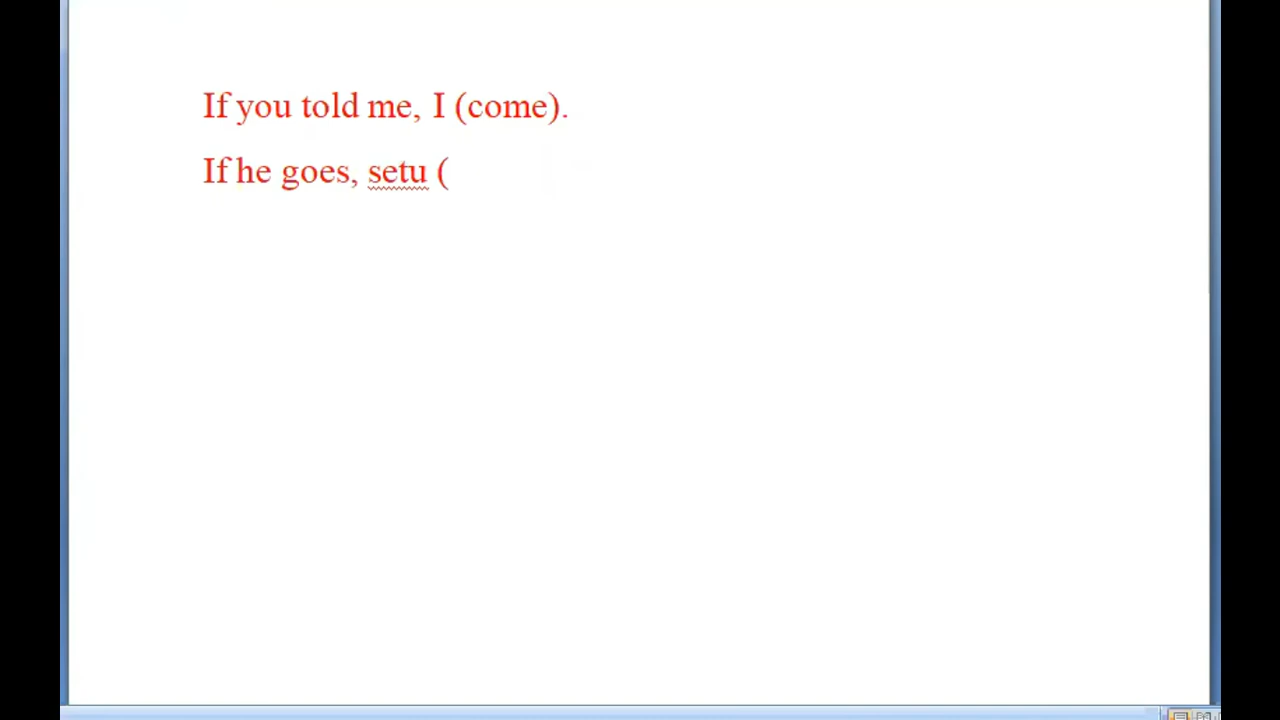 If you told me, I (come).
If he goes, setu (